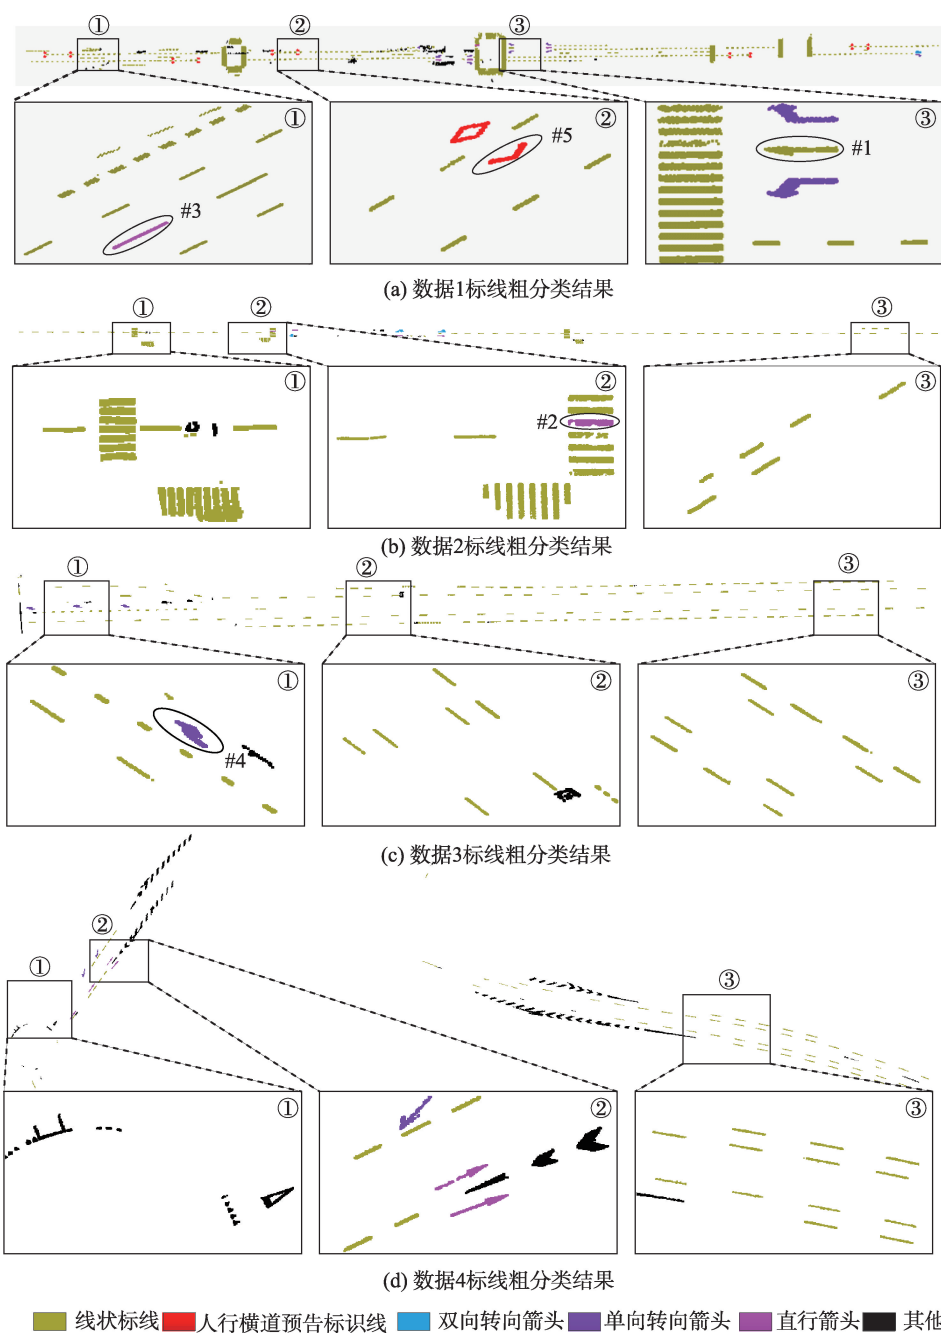 ① ② ③
① ② ③
#3 #5 #1
(a) 数据1标线粗分类结果
① ② ③
① ② ③
#2
(b) 数据2标线粗分类结果
① ② ③
① ② ③
#4
(c) 数据3标线粗分类结果
① ② ③
① ② ③
(d) 数据4标线粗分类结果
线状标线 人行横道预告标识线 双向转向箭头 单向转向箭头 直行箭头 其他